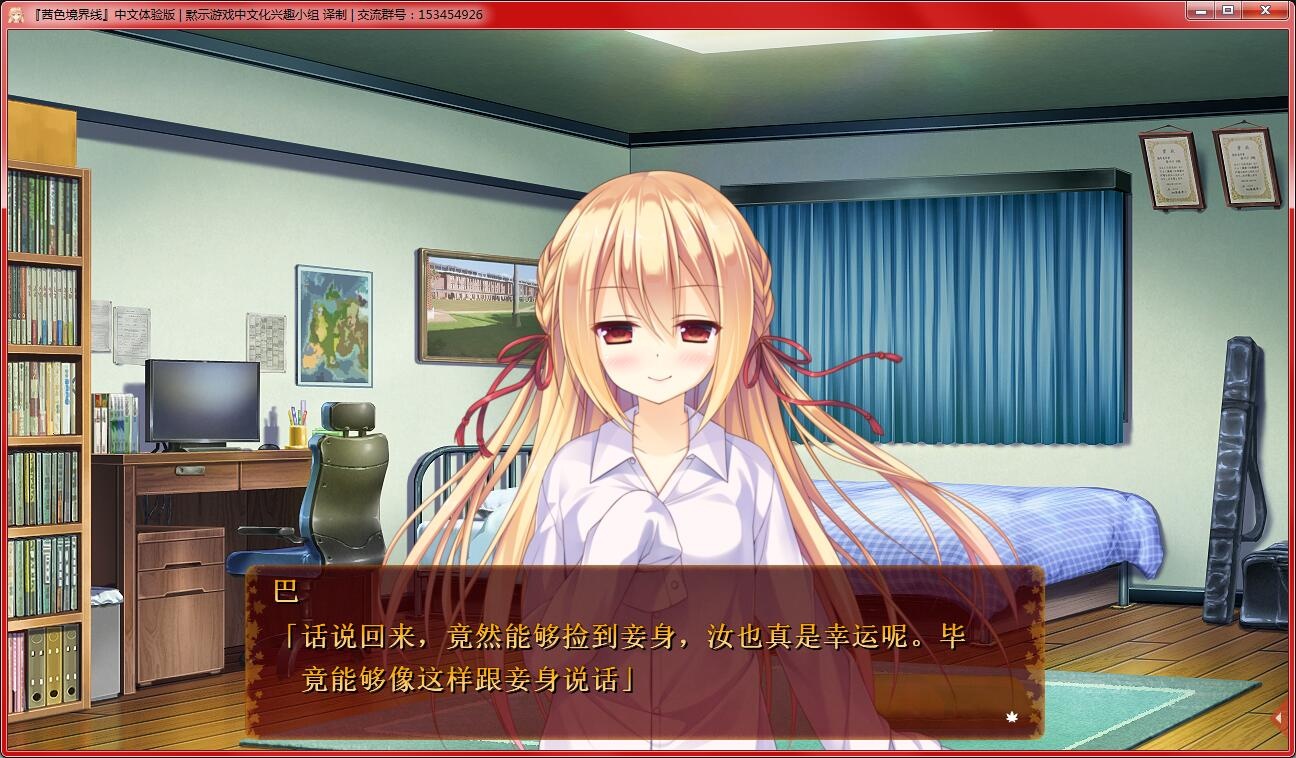 『茜色境界线』中文体验版 | 黙示游戏中文化兴趣小组 译制 | 交流群号：153454926
巴
「话说回来，竟然能够捡到妾身，汝也真是幸运呢。毕
竟能够像这样跟妾身说话」